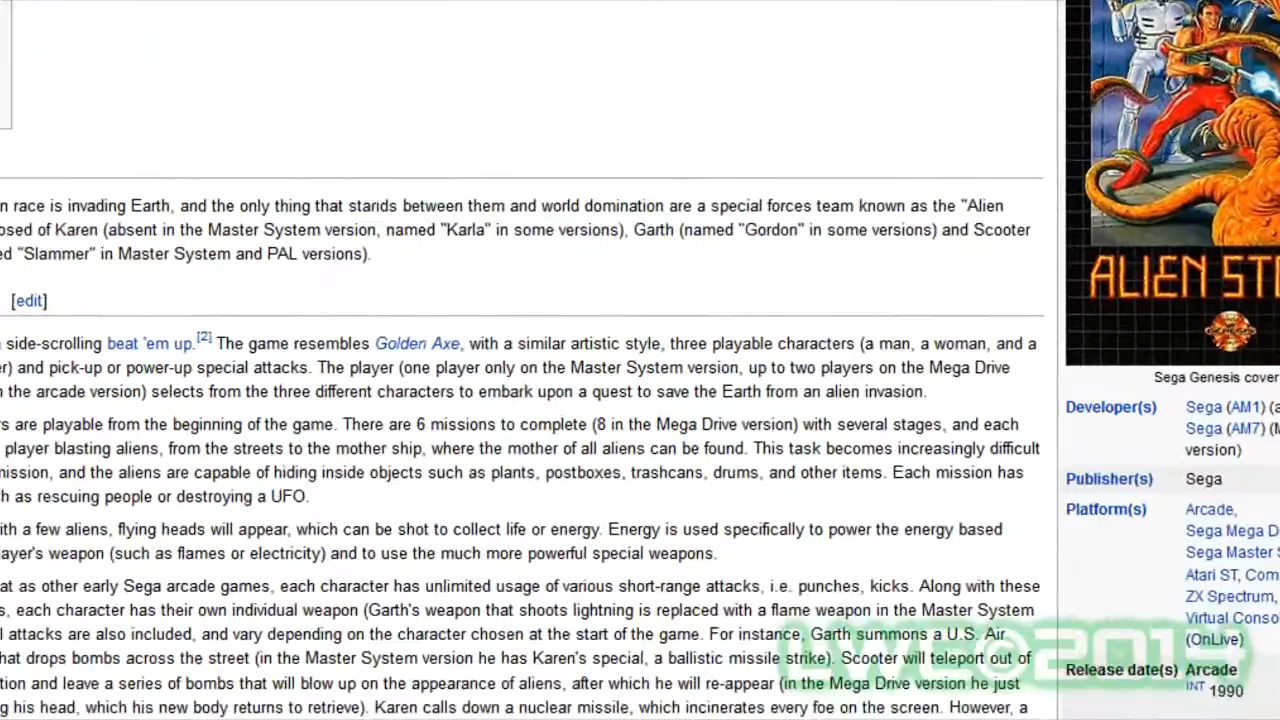 n race is invading Earth, and the only thing that stands between them and world domination are a special forces team known as the "Alien
osed of Karen (absent in the Master System version, named "Karla" in some versions), Garth (named "Gordon" in some versions) and Scooter
ed "Slammer" in Master System and PAL versions).
[edit]
side-scrolling beat 'em up.[2] The game resembles Golden Axe, with a similar artistic style, three playable characters (a man, a woman, and a
er) and pick-up or power-up special attacks. The player (one player only on the Master System version, up to two players on the Mega Drive
n the arcade version) selects from the three different characters to embark upon a quest to save the Earth from an alien invasion.
rs are playable from the beginning of the game. There are 6 missions to complete (8 in the Mega Drive version) with several stages, and each
player blasting aliens, from the streets to the mother ship, where the mother of all aliens can be found. This task becomes increasingly difficult
mission, and the aliens are capable of hiding inside objects such as plants, postboxes, trashcans, drums, and other items. Each mission has
h as rescuing people or destroying a UFO.
ith a few aliens, flying heads will appear, which can be shot to collect life or energy. Energy is used specifically to power the energy based
ayer's weapon (such as flames or electricity) and to use the much more powerful special weapons.
at as other early Sega arcade games, each character has unlimited usage of various short-range attacks, i.e. punches, kicks. Along with these
s, each character has their own individual weapon (Garth's weapon that shoots lightning is replaced with a flame weapon in the Master System
l attacks are also included, and vary depending on the character chosen at the start of the game. For instance, Garth summons a U.S. Air
hat drops bombs across the street (in the Master System version he has Karen's special, a ballistic missile strike). Scooter will teleport out of
tion and leave a series of bombs that will blow up on the appearance of aliens, after which he will re-appear (in the Mega Drive version he just
g his head, which his new body returns to retrieve). Karen calls down a nuclear missile, which incinerates every foe on the screen. However, a
ALIEN STO
GENESIS
Sega Genesis cover
Developer(s) Sega (AM1) (a
Sega (AM7) (M
version)
Publisher(s) Sega
Platform(s) Arcade,
Sega Mega D
Sega Master S
Atari ST, Com
ZX Spectrum,
Virtual Conso
(OnLive)
Release date(s) Arcade
INT 1990